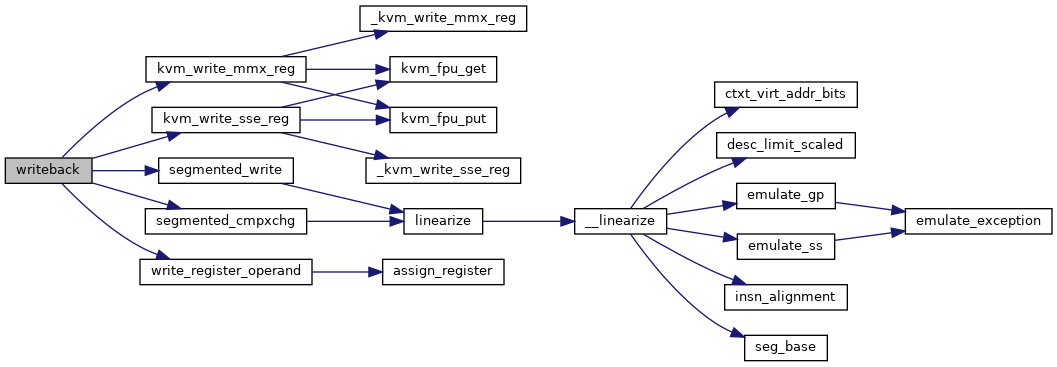 writeback
kvm_write_mmx_reg
kvm_write_sse_reg
segmented_write
segmented_cmpxchg
write_register_operand
_kvm_write_mmx_reg
kvm_fpu_get
kvm_fpu_put
_kvm_write_sse_reg
linearize
assign_register
__linearize
ctxt_virt_addr_bits
desc_limit_scaled
emulate_gp
emulate_ss
insn_alignment
seg_base
emulate_exception